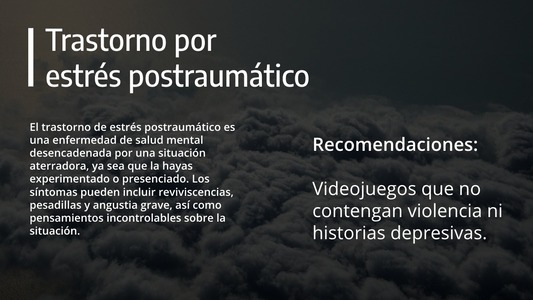 Trastorno por
estrés postraumático
El trastorno de estrés postraumático es
una enfermedad de salud mental
desencadenada por una situación
aterradora, ya sea que la hayas
experimentado o presenciado. Los
síntomas pueden incluir reviviscencias,
pesadillas y angustia grave, así como
pensamientos incontrolables sobre la
situación.
Recomendaciones:
Videojuegos que no
contengan violencia ni
historias depresivas.